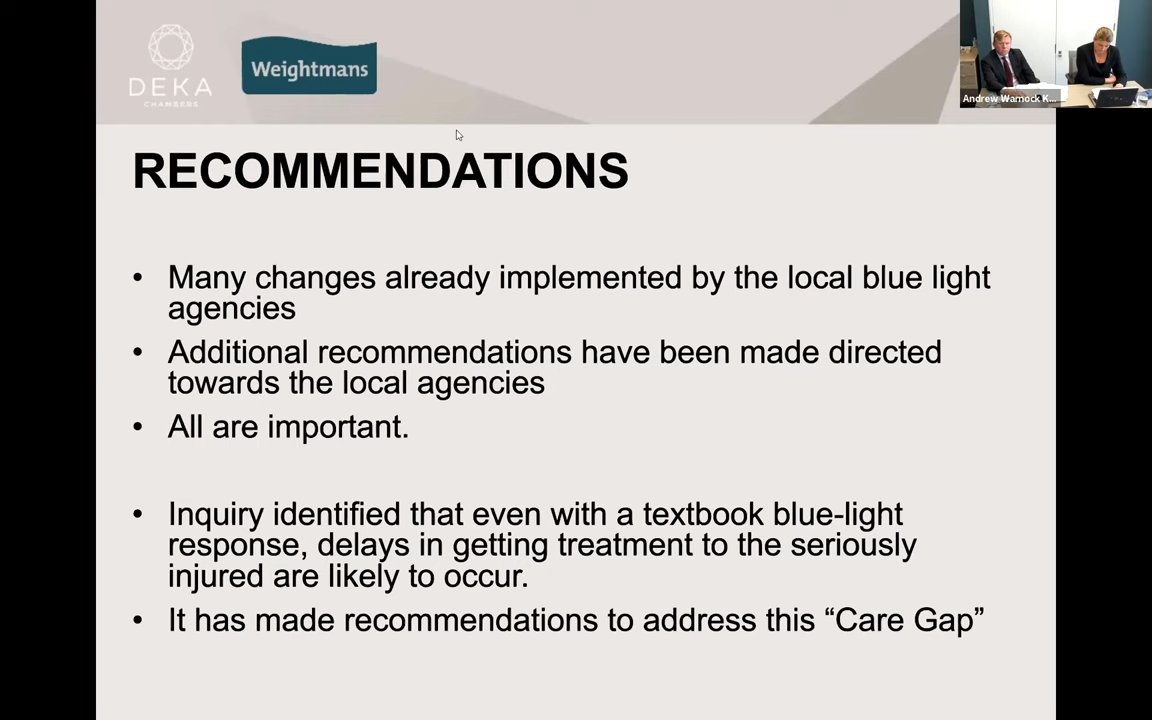 DEKA
CHAMBERS
Weightmans
Andrew Warnock K...
RECOMMENDATIONS
• Many changes already implemented by the local blue light
agencies
• Additional recommendations have been made directed
towards the local agencies
• All are important.
• Inquiry identified that even with a textbook blue-light
response, delays in getting treatment to the seriously
injured are likely to occur.
• It has made recommendations to address this “Care Gap”